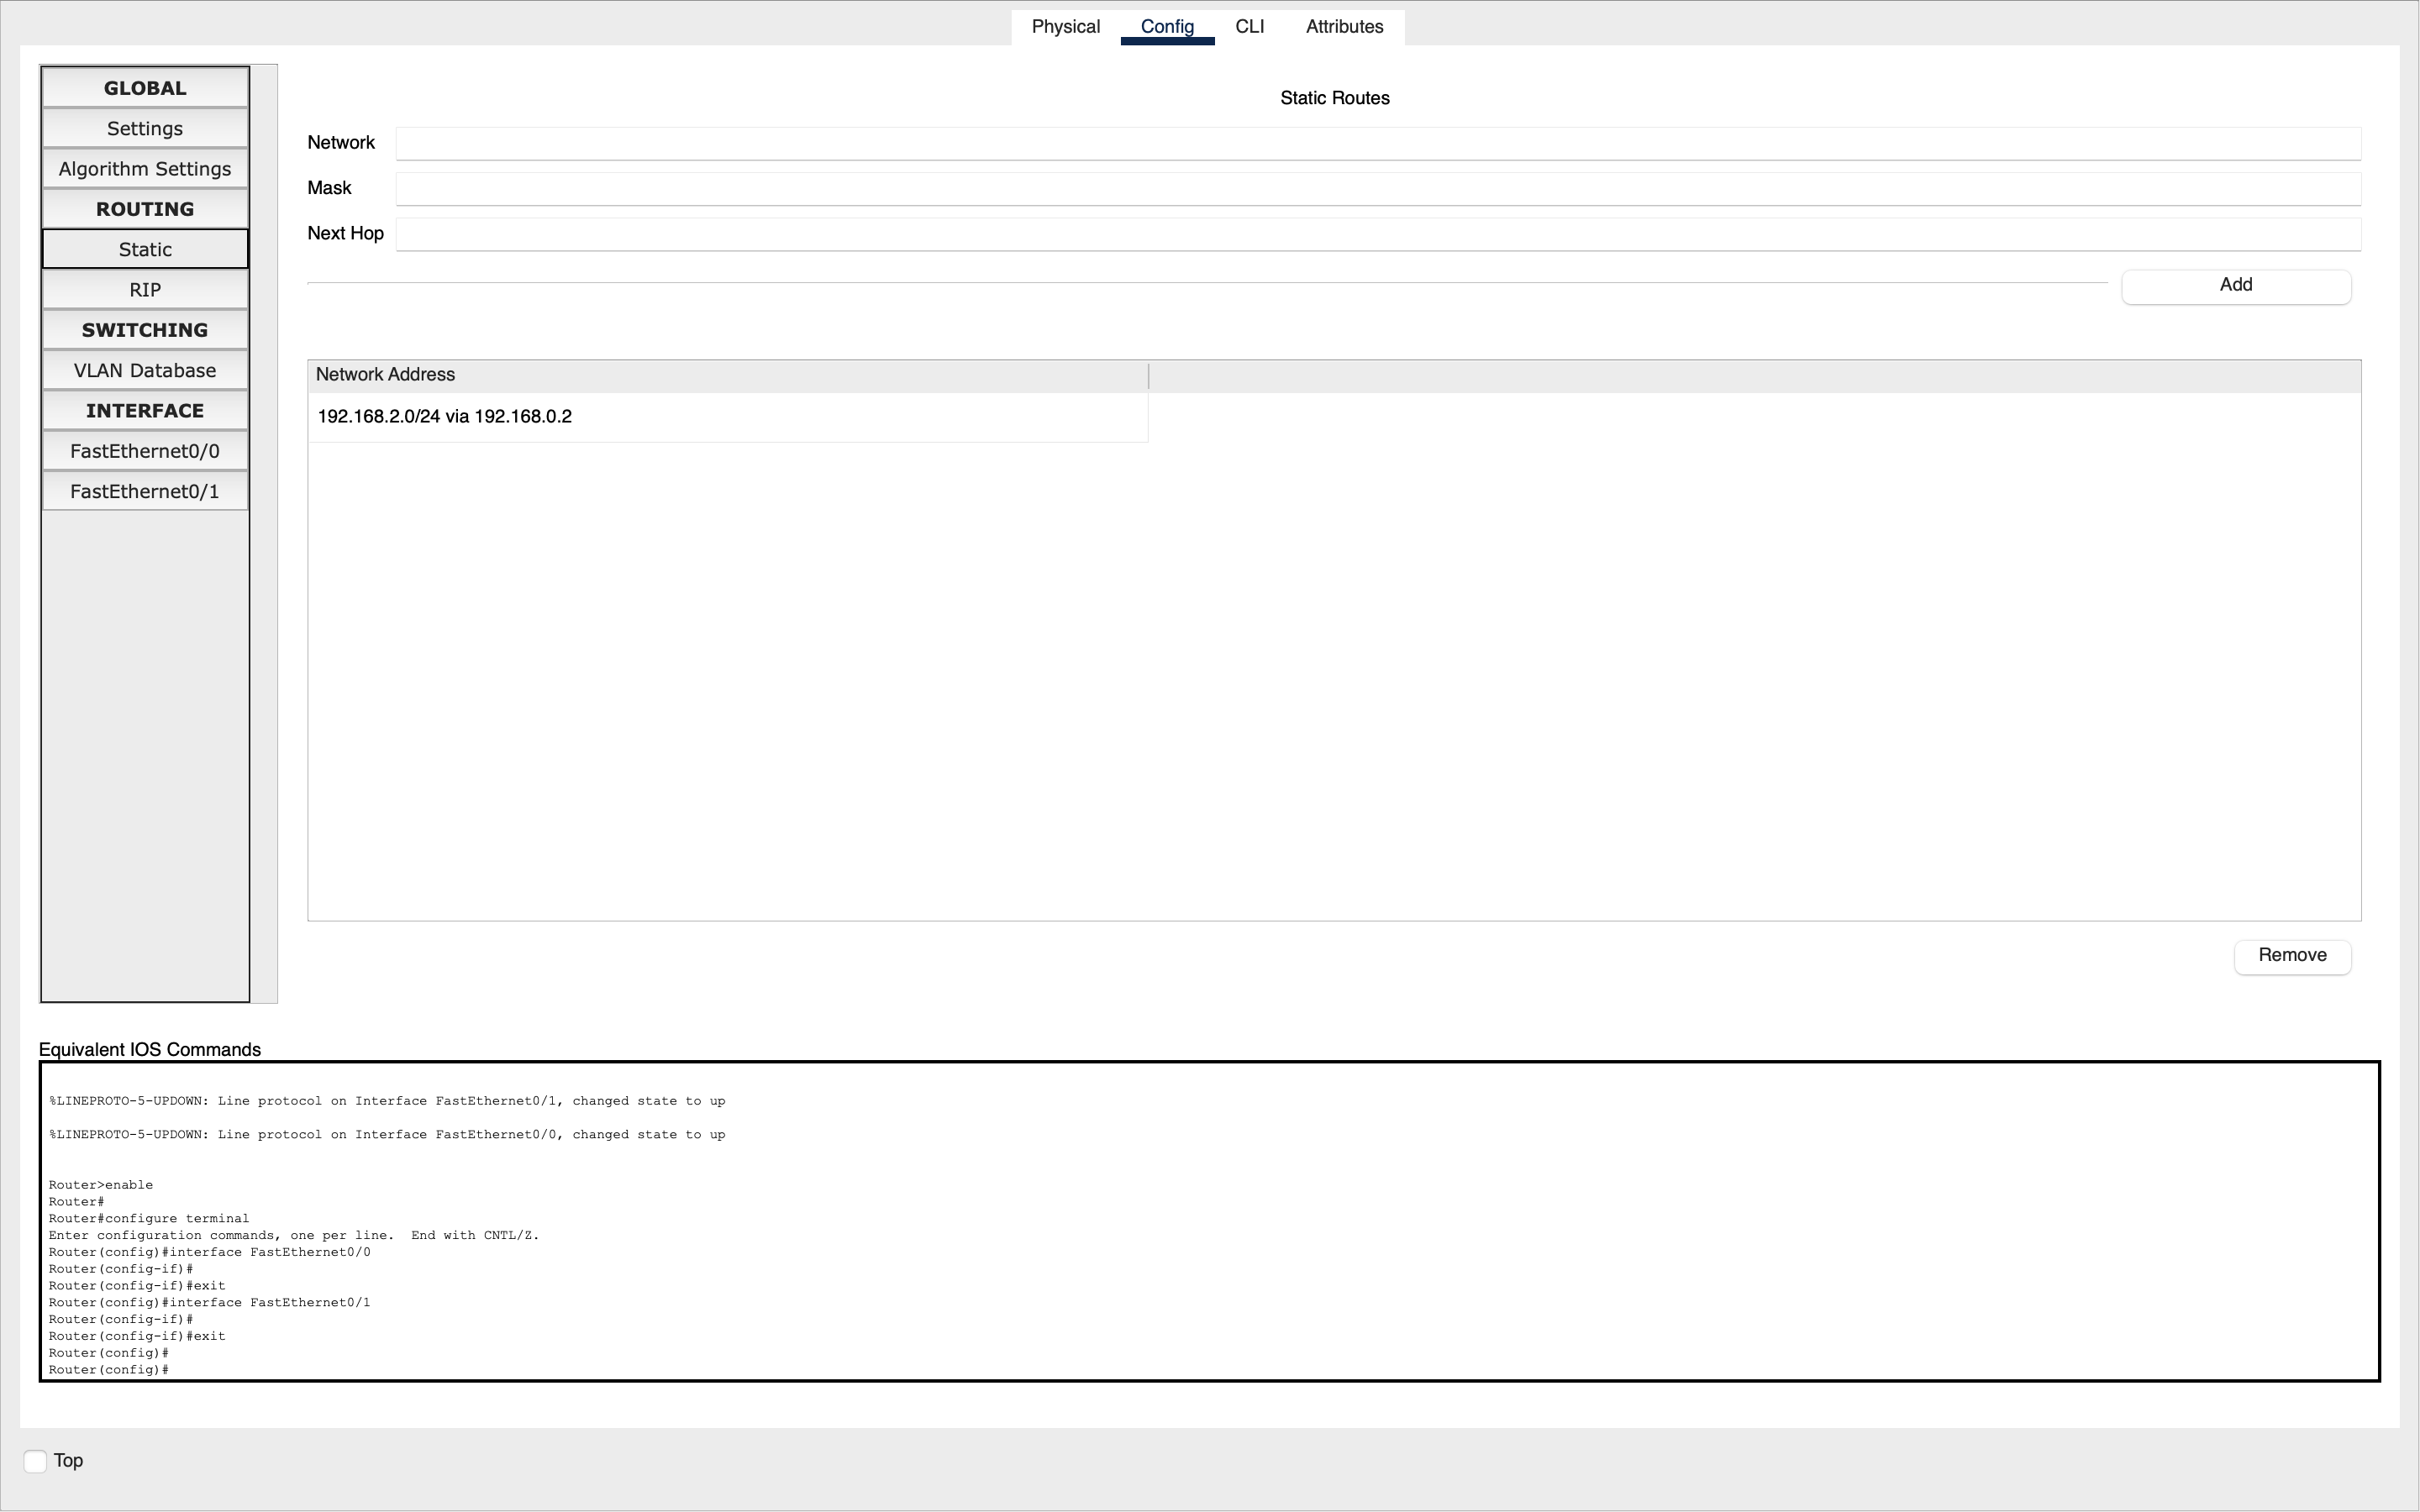 Physical Config CLI Attributes
GLOBAL
Settings
Algorithm Settings
ROUTING
Static
RIP
SWITCHING
VLAN Database
INTERFACE
FastEthernet0/0
FastEthernet0/1
Static Routes
Network
Mask
Next Hop
Add
Network Address
192.168.2.0/24 via 192.168.0.2
Remove
Equivalent IOS Commands
%LINEPROTO-5-UPDOWN: Line protocol on Interface FastEthernet0/1, changed state to up
%LINEPROTO-5-UPDOWN: Line protocol on Interface FastEthernet0/0, changed state to up
Router>enable
Router#
Router#configure terminal
Enter configuration commands, one per line.  End with CNTL/Z.
Router(config)#interface FastEthernet0/0
Router(config-if)#
Router(config-if)#exit
Router(config)#interface FastEthernet0/1
Router(config-if)#
Router(config-if)#exit
Router(config)#
Router(config)#
Top